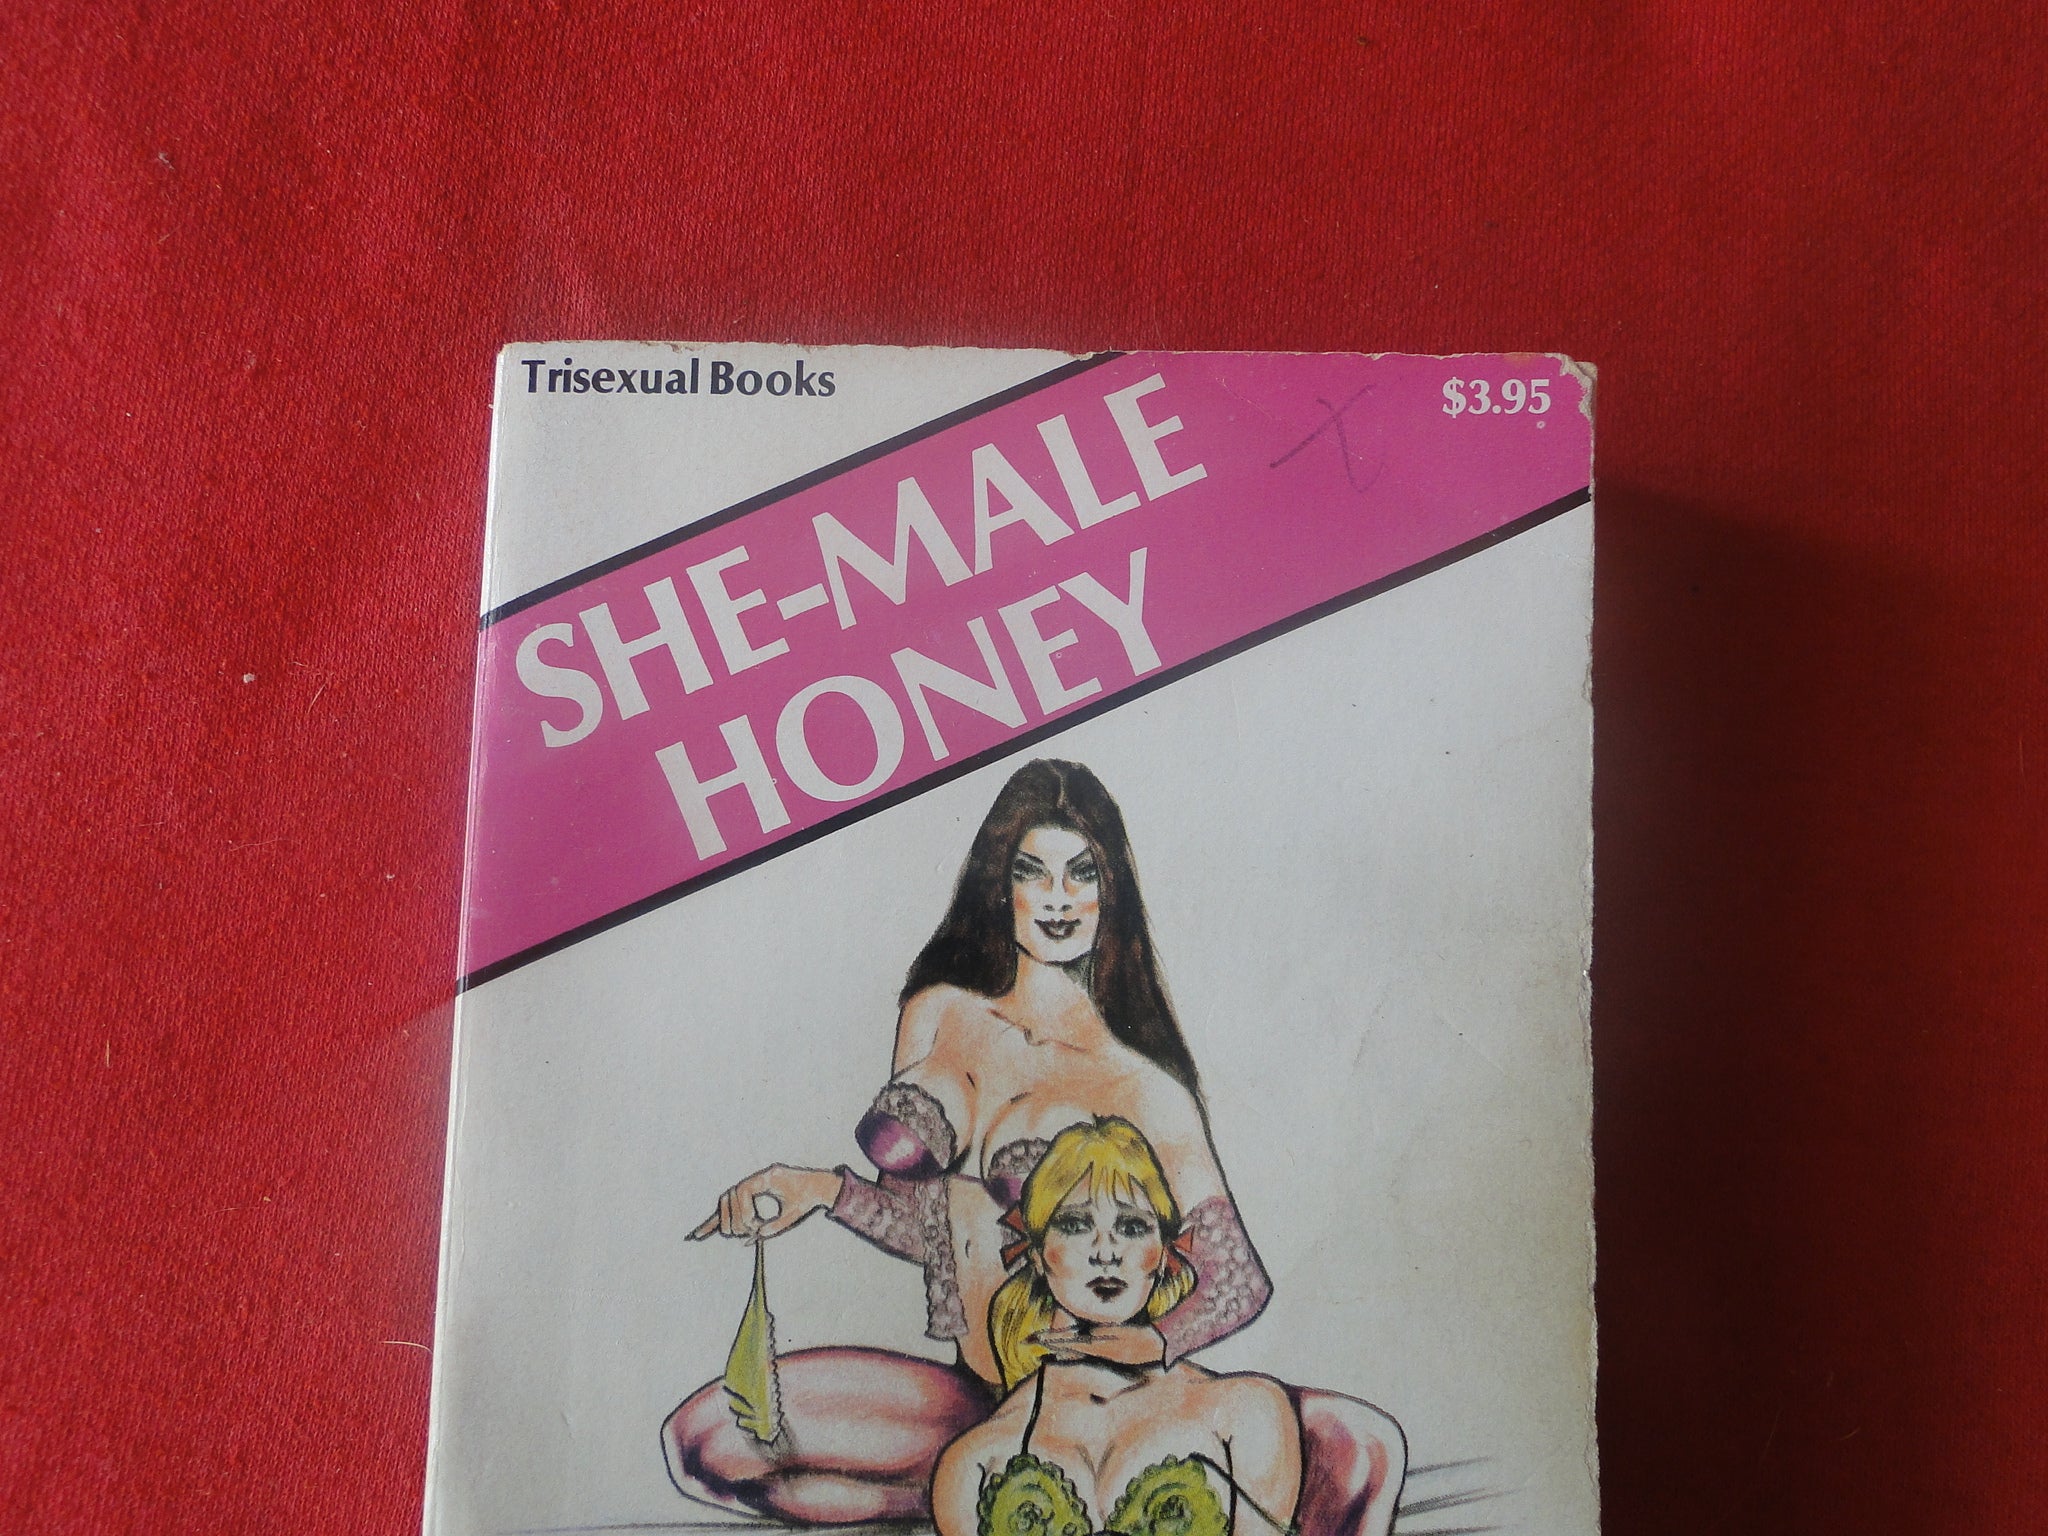 Trisexual Books
$3.95
SHE-MALE
HONEY